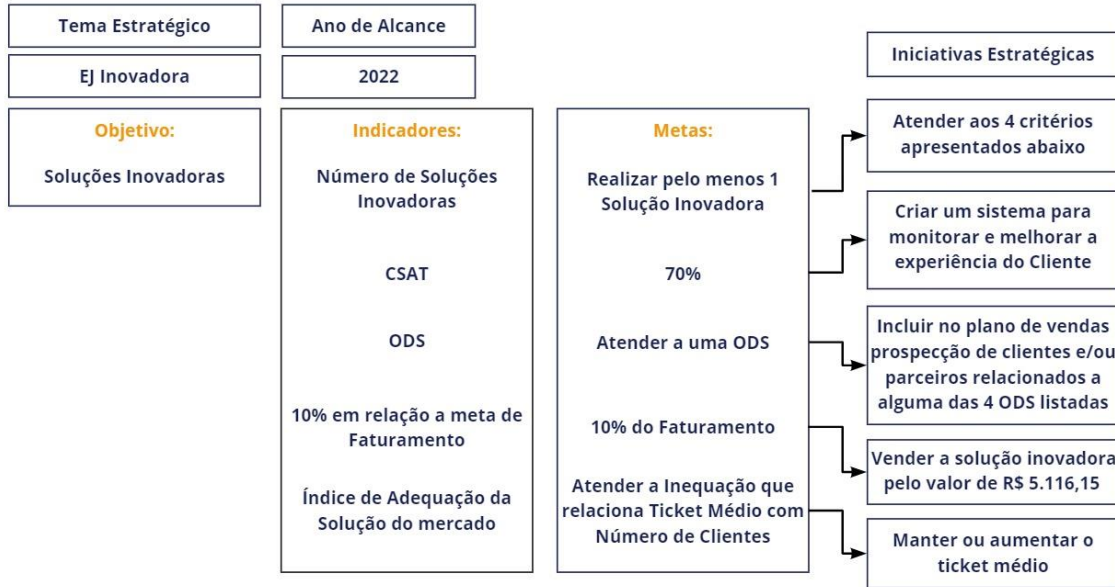 Tema Estratégico
Ano de Alcance
EJ Inovadora
2022
Iniciativas Estratégicas
Objetivo:
Soluções Inovadoras
Indicadores:
Número de Soluções
Inovadoras
CSAT
ODS
10% em relação a meta de
Faturamento
Índice de Adequação da
Solução do mercado
Metas:
Realizar pelo menos 1
Solução Inovadora
70%
Atender a uma ODS
10% do Faturamento
Atender a Inequação que
relaciona Ticket Médio com
Número de Clientes
Atender aos 4 critérios
apresentados abaixo
Criar um sistema para
monitorar e melhorar a
experiência do Cliente
Incluir no plano de vendas
prospecção de clientes e/ou
parceiros relacionados a
alguma das 4 ODS listadas
Vender a solução inovadora
pelo valor de R$ 5.116,15
Manter ou aumentar o
ticket médio